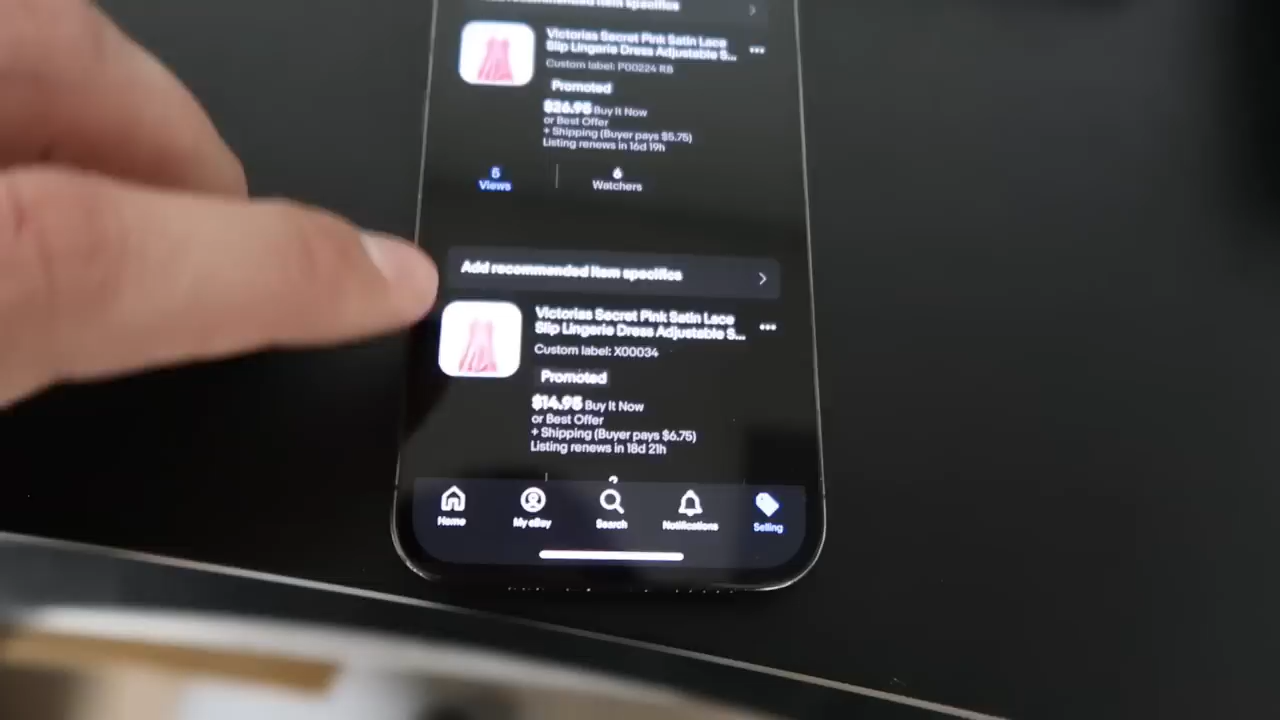 recommended item specifics
Victorias Secret Pink Satin Lace
Slip Lingerie Dress Adjustable S...
Custom label: P00224 RB
Promoted
$26.95 Buy It Now
or Best Offer
+ Shipping (Buyer pays $5.75)
Listing renews in 16d 19h
5
Views
6
Watchers
Add recommended item specifics
Victorias Secret Pink Satin Lace
Slip Lingerie Dress Adjustable S...
Custom label: X00034
Promoted
$14.95 Buy It Now
or Best Offer
+ Shipping (Buyer pays $6.75)
Listing renews in 18d 21h
Home
My eBay
Search
Notifications
Selling